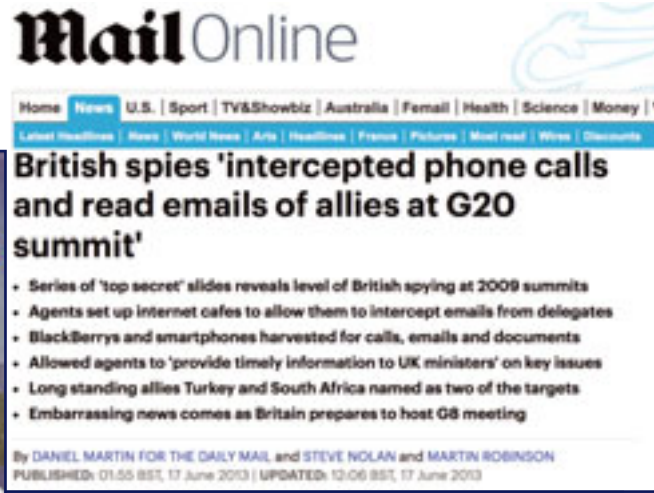 Mail Online
Home News U.S. | Sport | TV&Showbiz | Australia | Femail | Health | Science | Money |
Latest Headlines | News | World News | Arts | Headlines | France | Pictures | Most read | Wires | Discounts
British spies 'intercepted phone calls
and read emails of allies at G20
summit'
• Series of 'top secret' slides reveals level of British spying at 2009 summits
• Agents set up internet cafes to allow them to intercept emails from delegates
• BlackBerrys and smartphones harvested for calls, emails and documents
• Allowed agents to 'provide timely information to UK ministers' on key issues
• Long standing allies Turkey and South Africa named as two of the targets
• Embarrassing news comes as Britain prepares to host G8 meeting
By DANIEL MARTIN FOR THE DAILY MAIL and STEVE NOLAN and MARTIN ROBINSON
PUBLISHED: 01:55 BST, 17 June 2013 | UPDATED: 12:06 BST, 17 June 2013